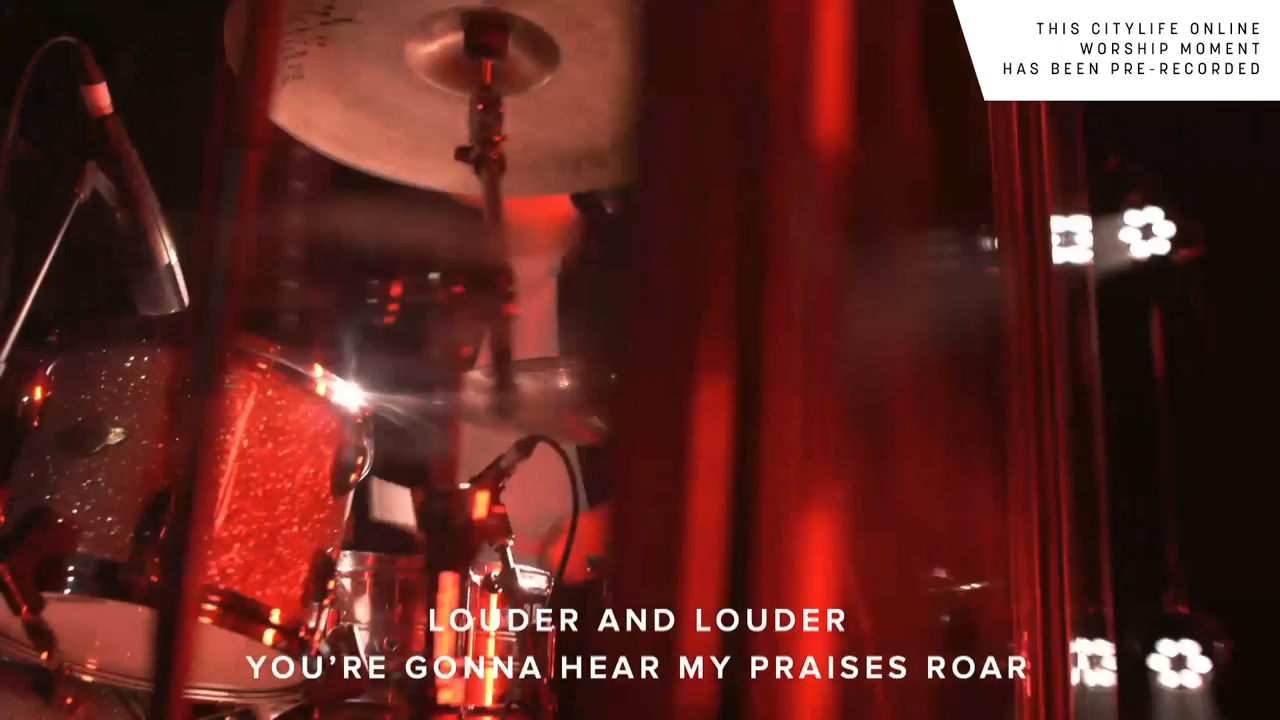 THIS CITYLIFE ONLINE
WORSHIP MOMENT
HAS BEEN PRE-RECORDED
LOUDER AND LOUDER
YOU'RE GONNA HEAR MY PRAISES ROAR